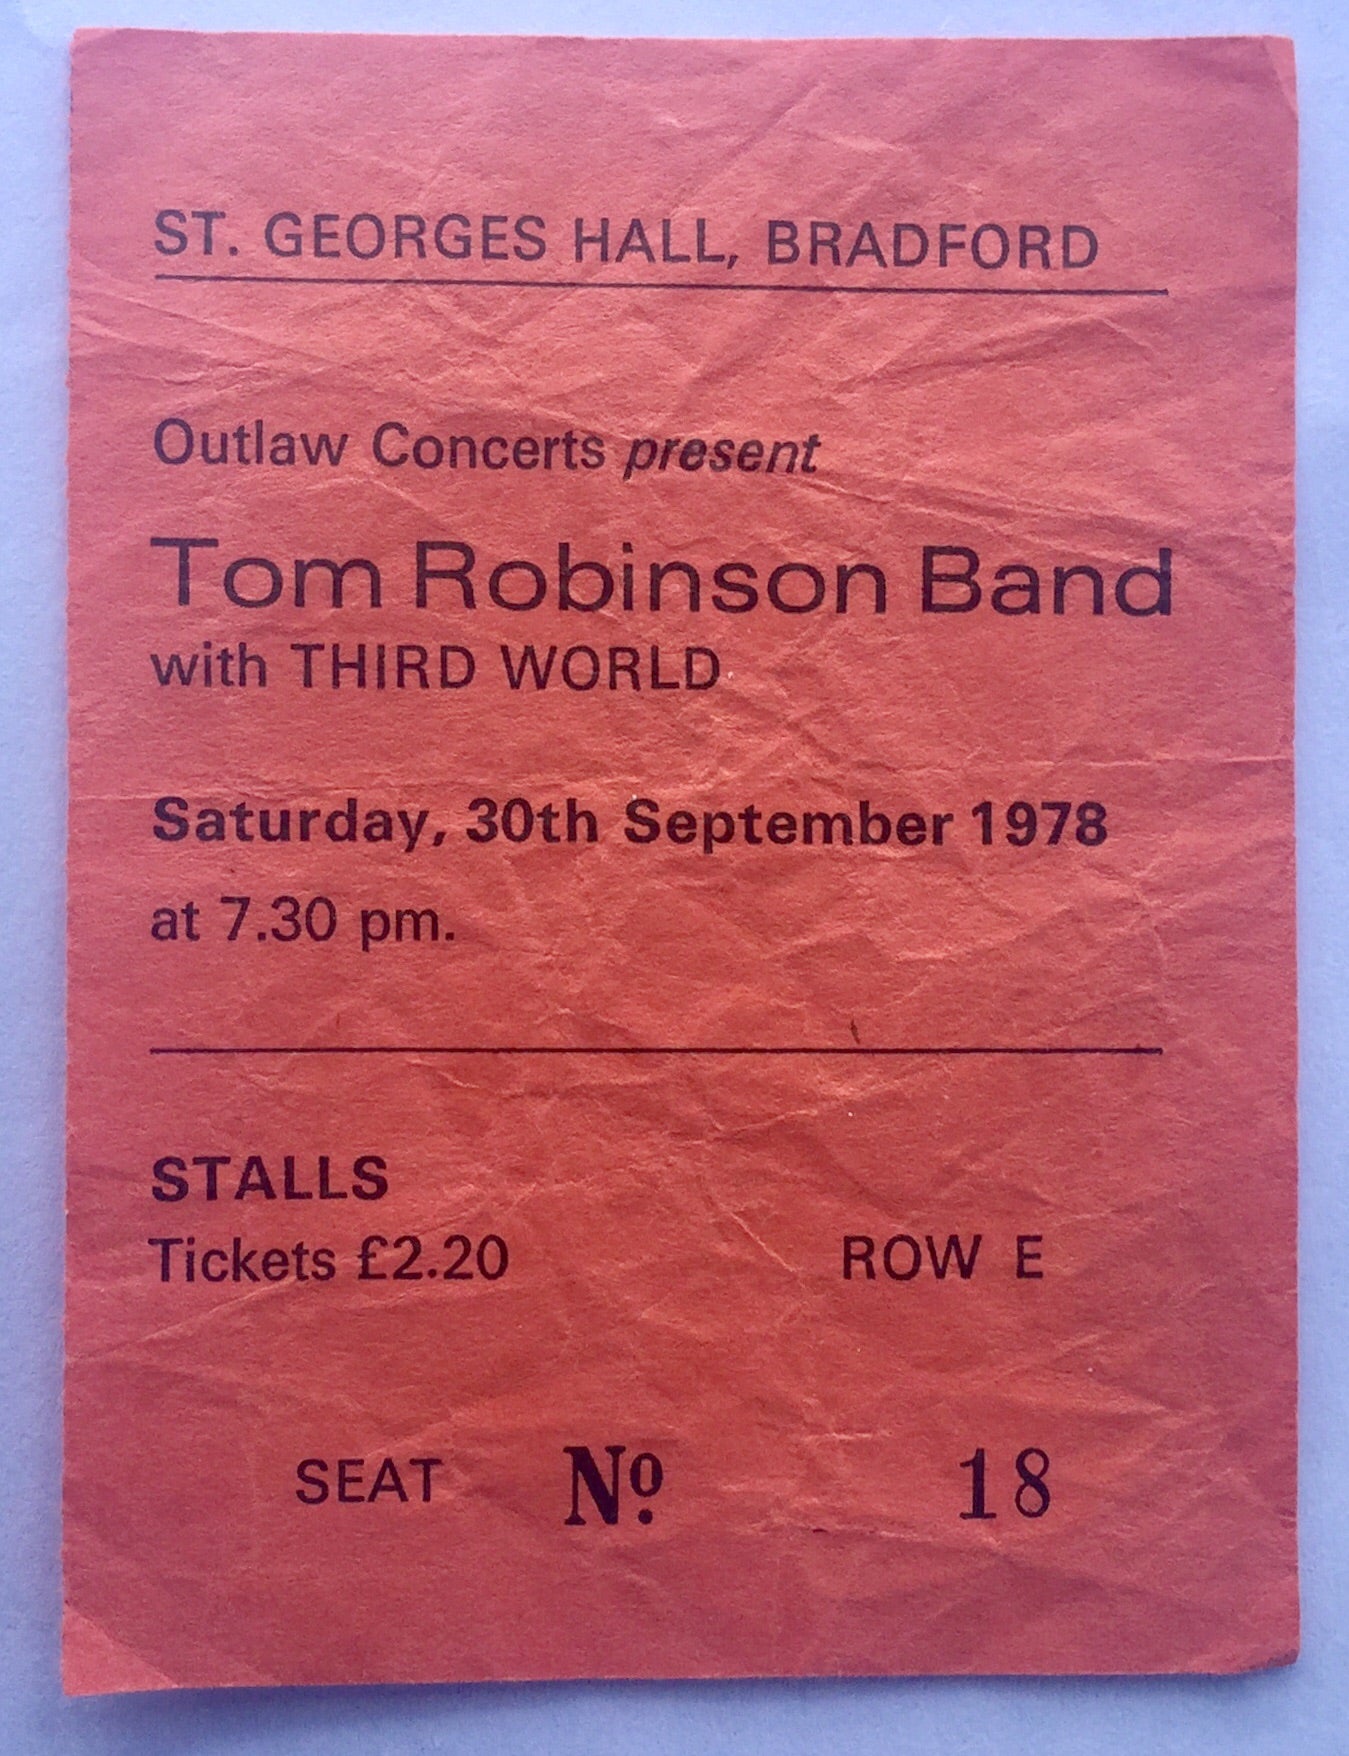 ST. GEORGES HALL, BRADFORD
Outlaw Concerts present
Tom Robinson Band
with THIRD WORLD
Saturday, 30th September 1978
at 7.30 pm.
STALLS
Tickets £2.20 ROW E
SEAT Nº 18